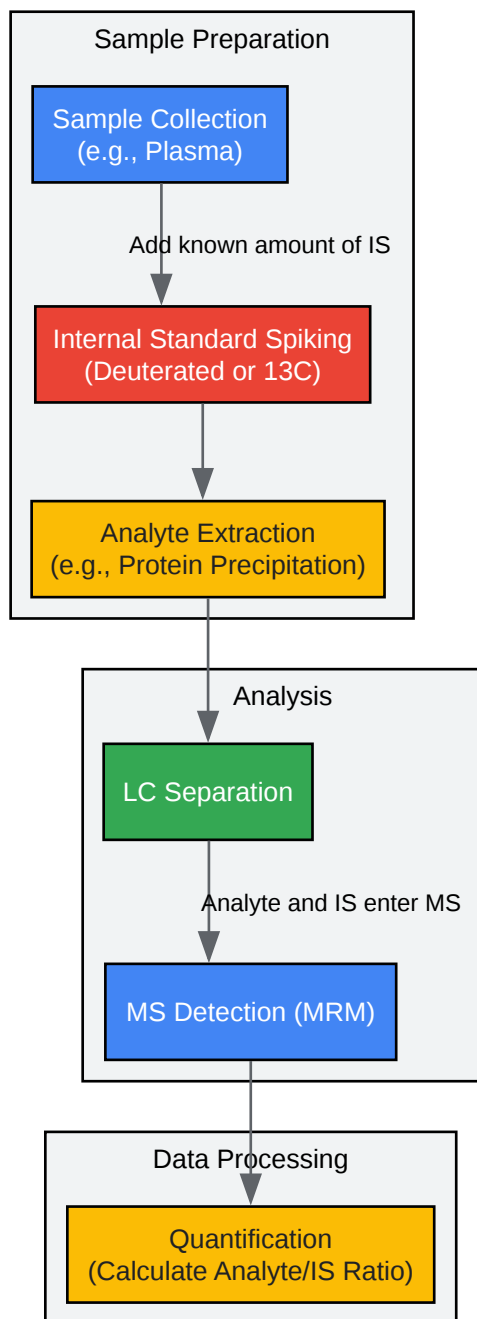 Sample Preparation
Sample Collection
(e.g., Plasma)
Add known amount of IS
Internal Standard Spiking
(Deuterated or 13C)
Analyte Extraction
(e.g., Protein Precipitation)
Analysis
LC Separation
Analyte and IS enter MS
MS Detection (MRM)
Data Processing
Quantification
(Calculate Analyte/IS Ratio)